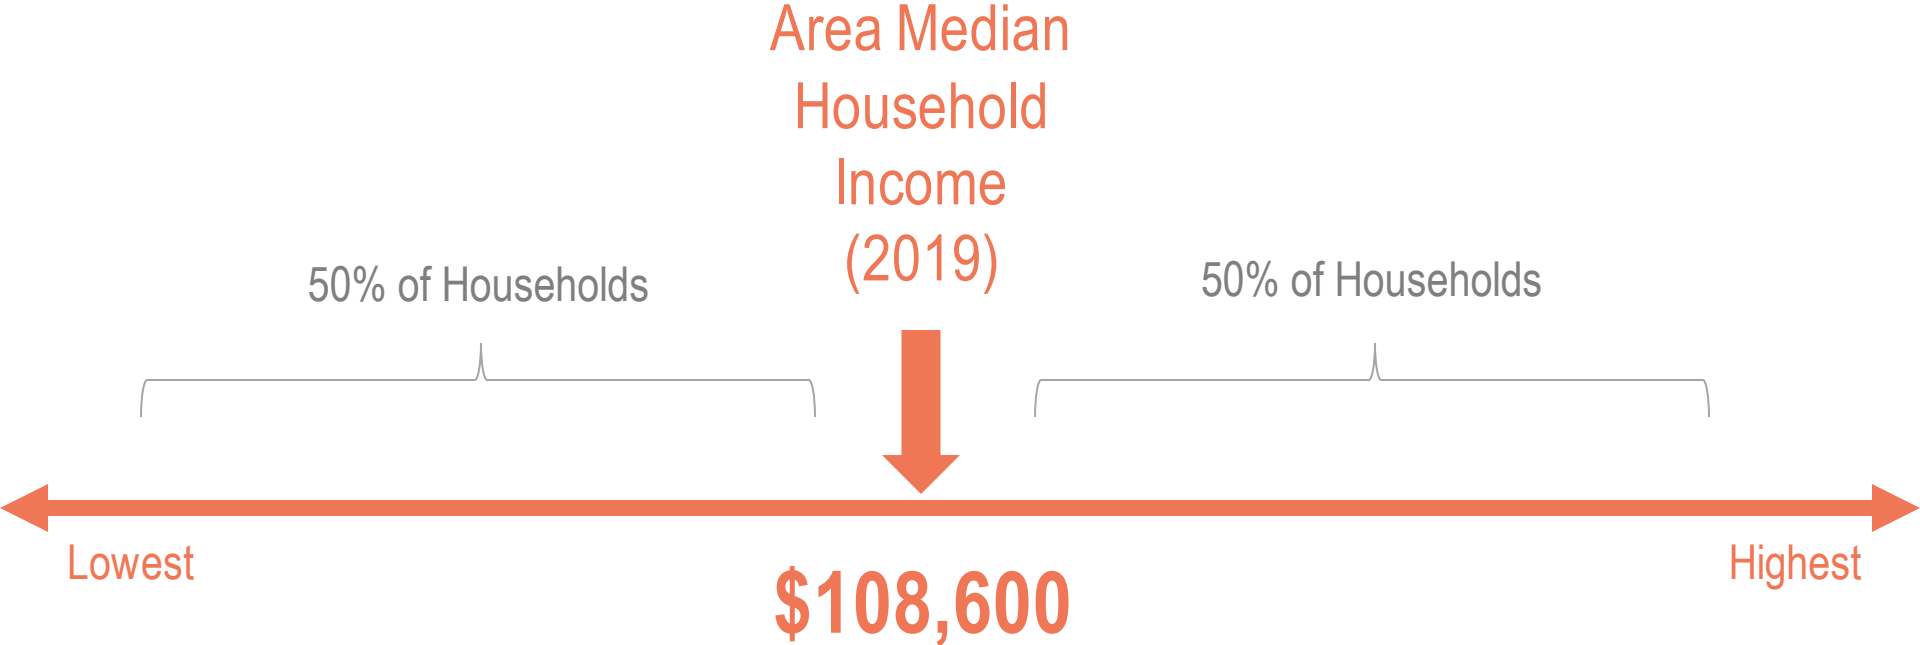 Area Median
Household
Income
(2019)
50% of Households
50% of Households
Lowest
Highest
$108,600